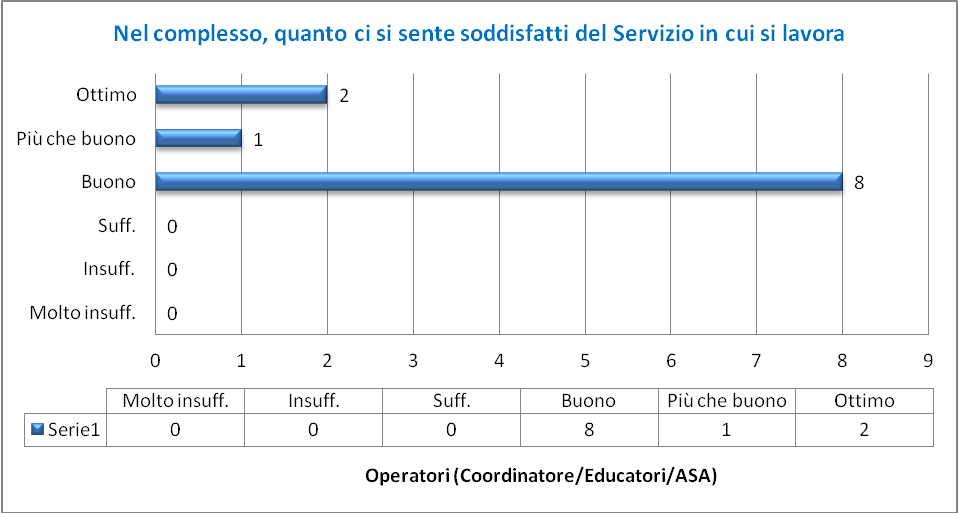 Nel complesso, quanto ci si sente soddisfatti del Servizio in cui si lavora
Ottimo 2
Più che buono 1
Buono 8
Suff. 0
Insuff. 0
Molto insuff. 0
0 1 2 3 4 5 6 7 8 9
Molto insuff. Insuff. Suff. Buono Più che buono Ottimo
Serie1 0 0 0 8 1 2
Operatori (Coordinatore/Educatori/ASA)